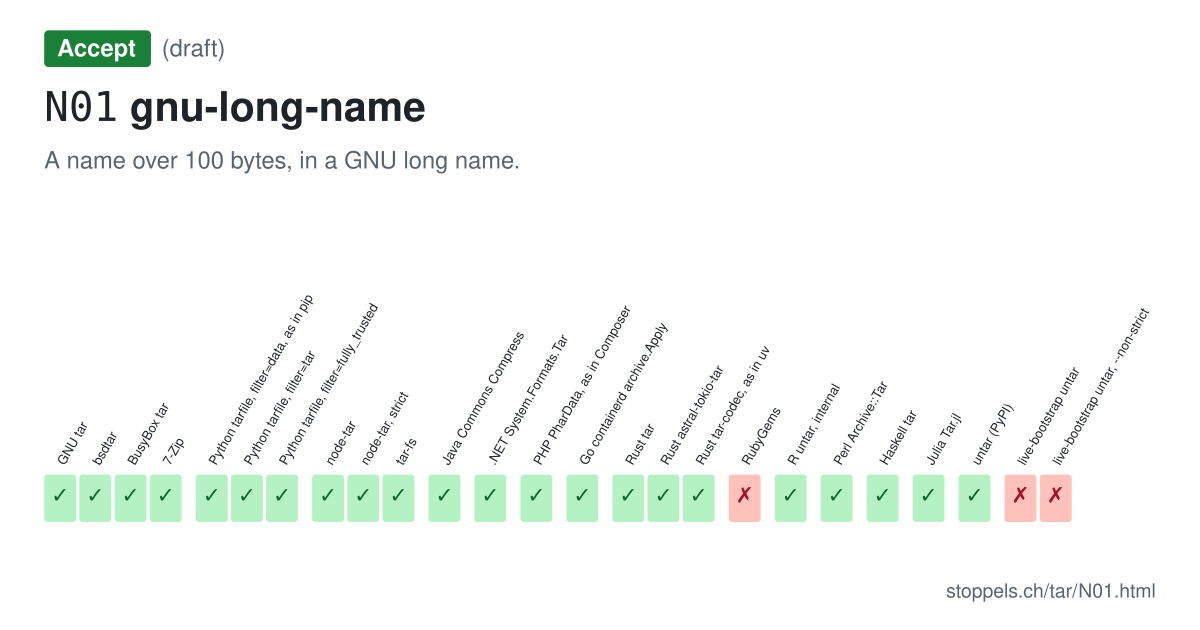 Accept (draft)
N01 gnu-long-name
A name over 100 bytes, in a GNU long name.
GNU tar
bsdtar
BusyBox tar
7-Zip
Python tarfile, filter=data, as in pip
Python tarfile, filter=tar
Python tarfile, filter=fully_trusted
node-tar
node-tar, strict
tar-fs
Java Commons Compress
.NET System.Formats.Tar
PHP PharData, as in Composer
Go containerd archive.Apply
Rust tar
Rust astral-tokio-tar
Rust tar-codec, as in uv
RubyGems
R untar, internal
Perl Archive::Tar
Haskell tar
Julia Tar.jl
untar (PyPI)
live-bootstrap untar
live-bootstrap untar, --non-strict
✓ ✓ ✓ ✓ ✓ ✓ ✓ ✓ ✓ ✓ ✓ ✓ ✓ ✓ ✓ ✓ ✓ ✗ ✓ ✓ ✓ ✓ ✓ ✗ ✗
stoppels.ch/tar/N01.html